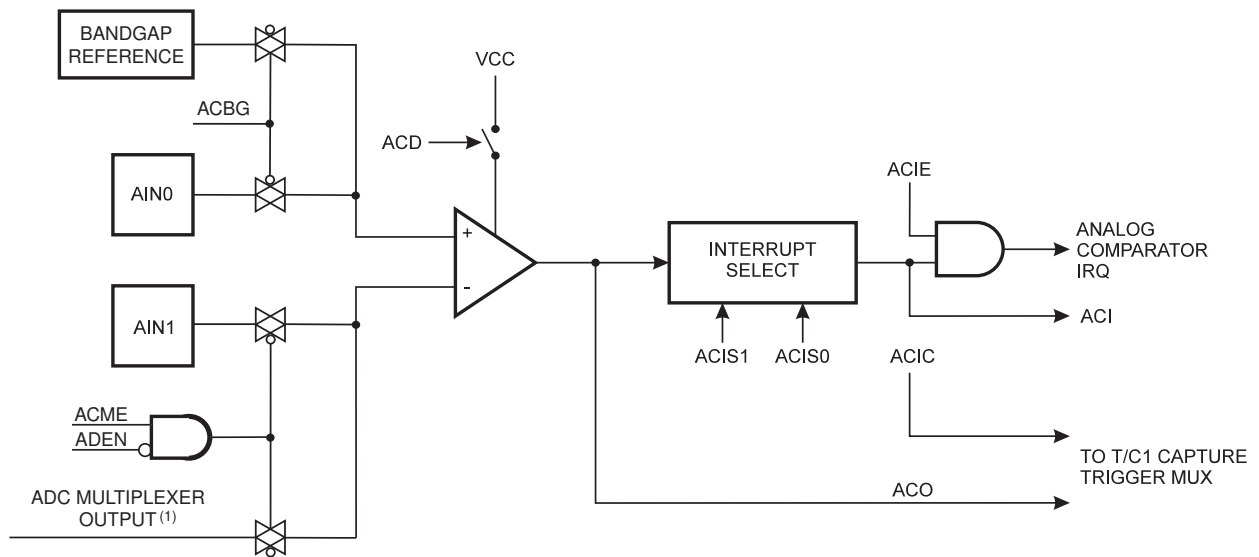 BANDGAP
REFERENCE
ACBG
VCC
ACD
AIN0
ACIE
+
INTERRUPT
SELECT
ANALOG
COMPARATOR
IRQ
-
AIN1
ACI
ACIS1 ACIS0 ACIC
ACME
ADEN
TO T/C1 CAPTURE
TRIGGER MUX
ADC MULTIPLEXER
OUTPUT (1)
ACO